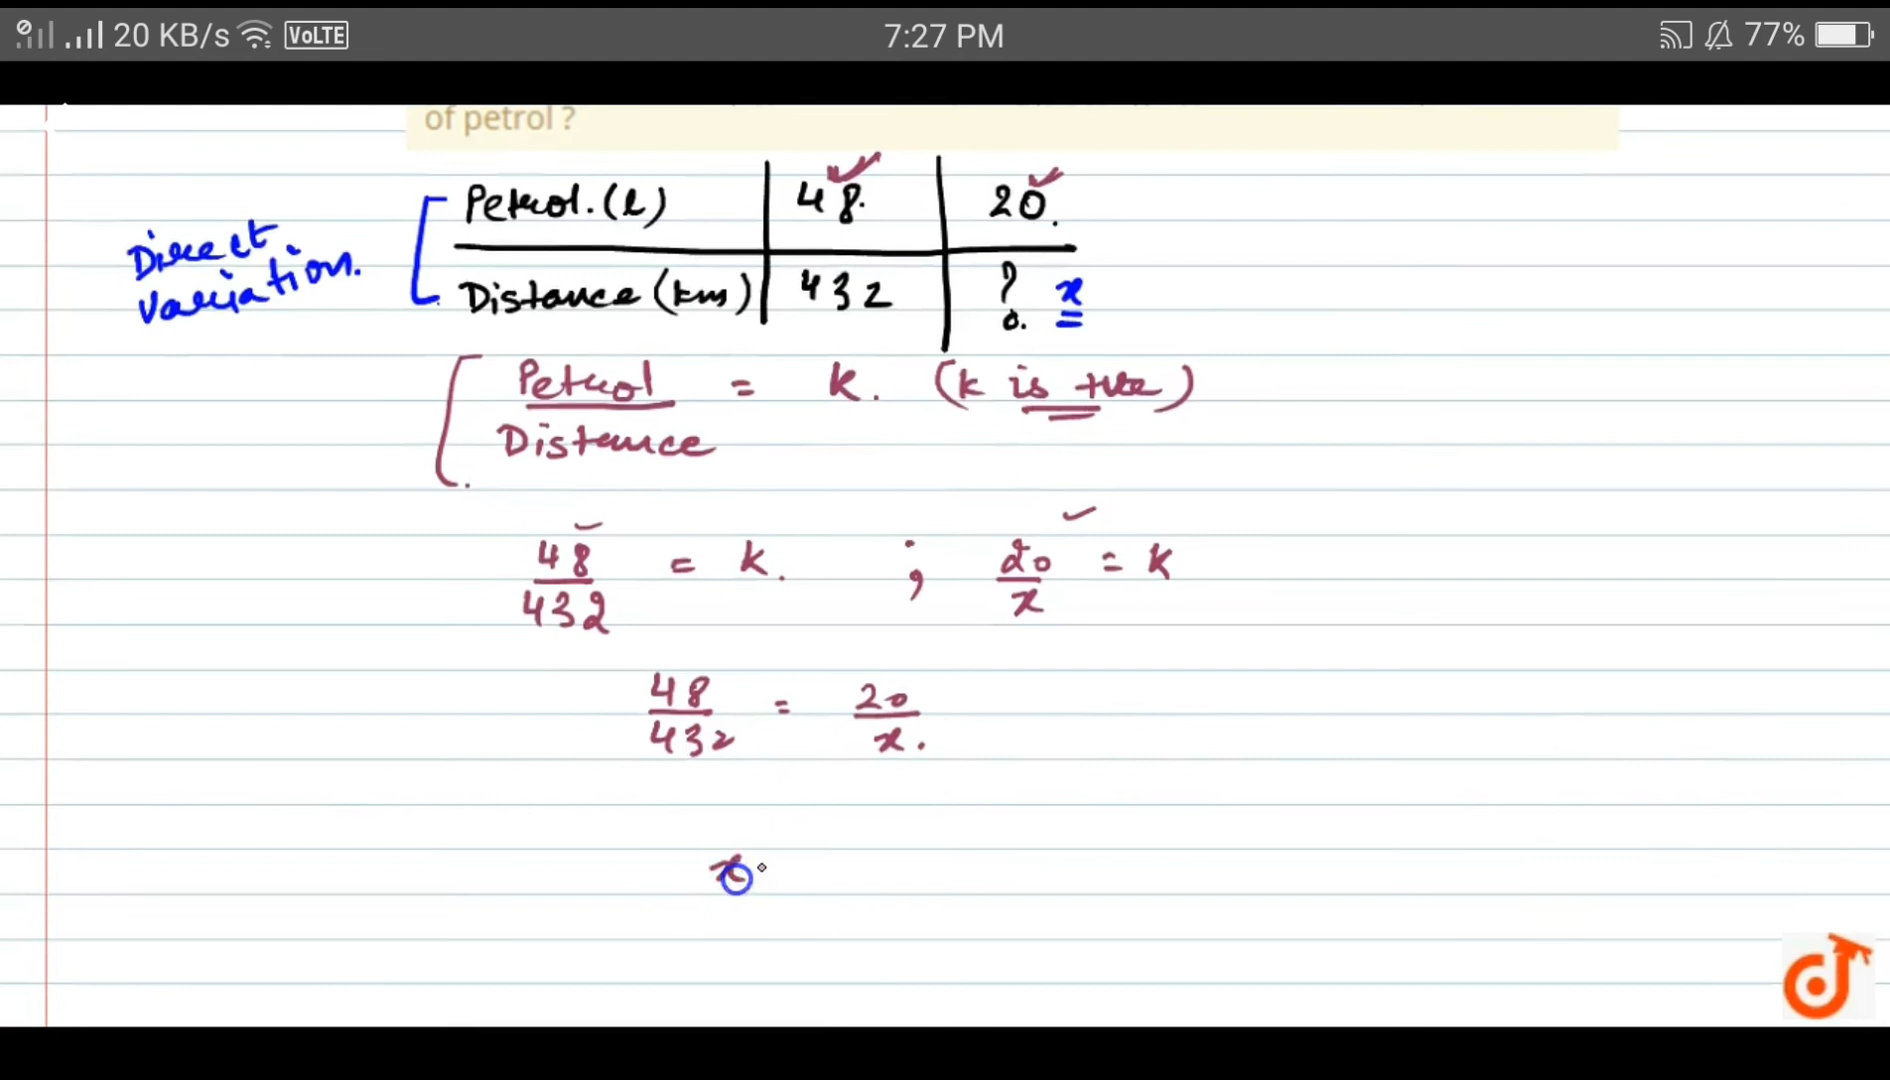 20 KB/s VoLTE 7:27 PM 77%
of petrol ?
Petrol. (l) 48. 20.
Direct variation.
Distance (km) 432 ? x
Petrol = k. (k is +ve)
Distance
48 = k. ; 20 = k
432 x
48 = 20
432 x.
x